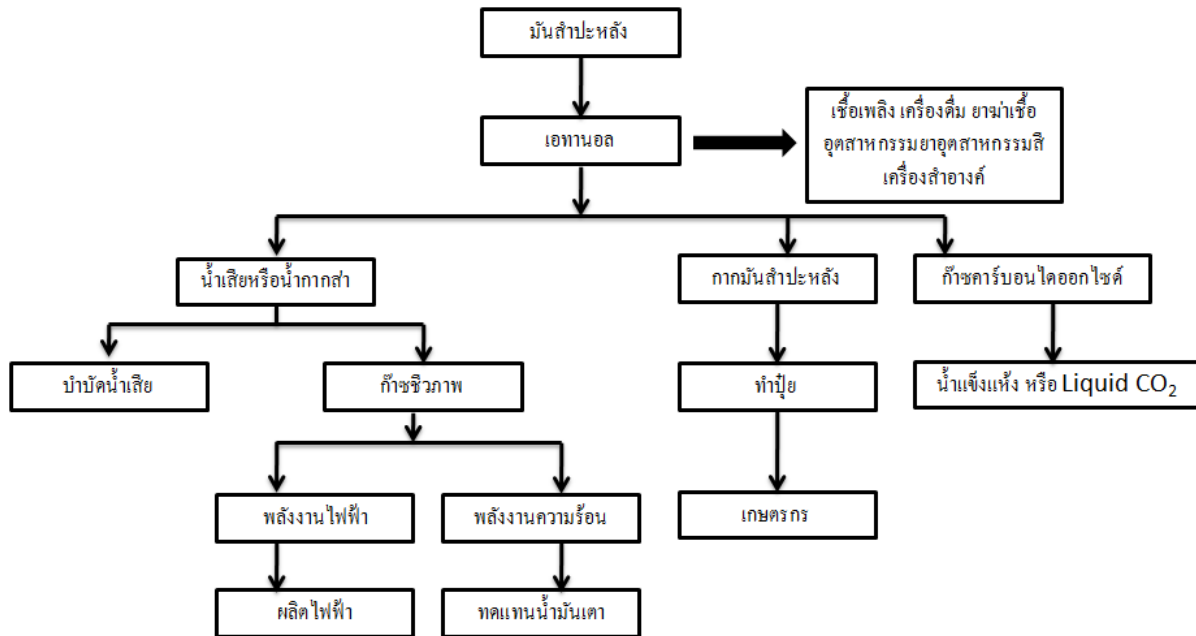 มันสำปะหลัง
เอทานอล
เชื้อเพลิง เครื่องดื่ม ยาฆ่าเชื้อ
อุตสาหกรรมยาอุตสาหกรรมสี
เครื่องสำอางค์
น้ำเสียหรือน้ำกากส่า
กากมันสำปะหลัง
ก๊าซคาร์บอนไดออกไซด์
บำบัดน้ำเสีย
ก๊าซชีวภาพ
ทำปุ๋ย
น้ำแข็งแห้ง หรือ Liquid CO₂
พลังงานไฟฟ้า
พลังงานความร้อน
เกษตรกร
ผลิตไฟฟ้า
ทดแทนน้ำมันเตา